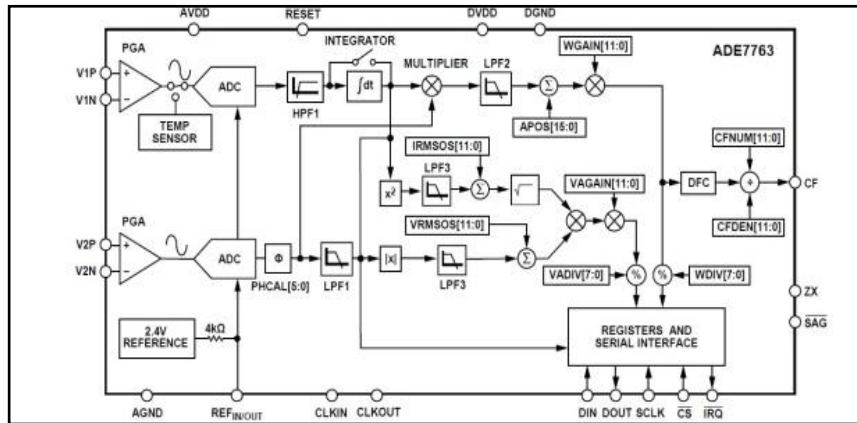 AVDD RESET DVDD DGND
INTEGRATOR WGAIN[11:0] ADE7763
PGA MULTIPLIER LPF2
V1P + ADC ∫dt Σ CFNUM[11:0]
V1N −
HPF1
TEMP SENSOR
APOS[15:0]
IRMSOS[11:0]
LPF3 VAGAIN[11:0] DFC ÷ CF
x² Σ √
CFDEN[11:0]
PGA VRMSOS[11:0]
V2P + ADC Φ |x| Σ
V2N −
PHCAL[5:0] LPF1 LPF3 VADIV[7:0] % % WDIV[7:0]
ZX
2.4V REFERENCE 4kΩ
REGISTERS AND SERIAL INTERFACE
SAG
AGND REFIN/OUT CLKIN CLKOUT DIN DOUT SCLK CS IRQ